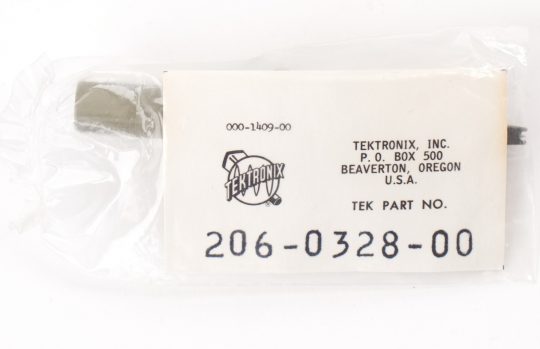 000-1409-00
TEKTRONIX
®
TEKTRONIX, INC.
P. O. BOX 500
BEAVERTON, OREGON
U.S.A.
TEK PART NO.
206-0328-00